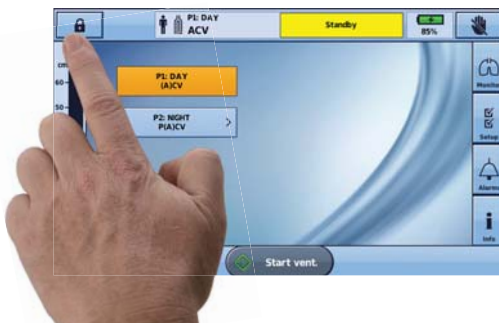 P1: DAY
ACV
Standby
85%
cm
60
50
P1: DAY
(A)CV
P2: NIGHT
P(A)CV
Monitor
Setup
Alarms
Info
Start vent.